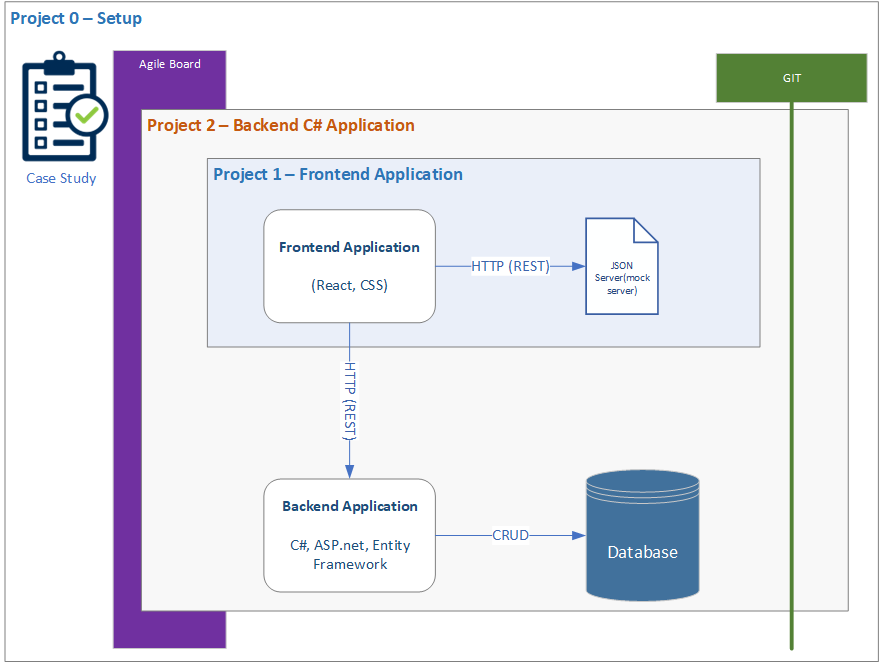 Project 0 – Setup
Agile Board
GIT
Case Study
Project 2 – Backend C# Application
Project 1 – Frontend Application
Frontend Application
(React, CSS)
HTTP (REST)
JSON
Server(mock
server)
HTTP (REST)
Backend Application
C#, ASP.net, Entity
Framework
CRUD
Database